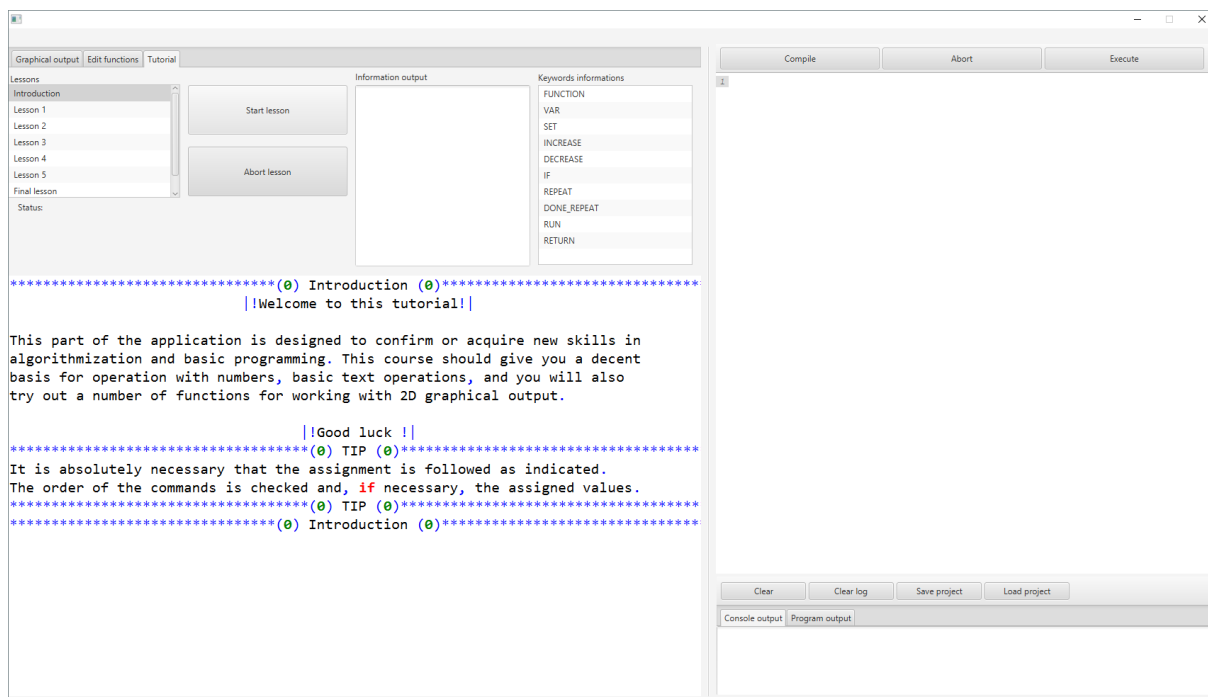 Graphical output Edit functions Tutorial
Lessons
Introduction
Lesson 1
Lesson 2
Lesson 3
Lesson 4
Lesson 5
Final lesson
Status:
Start lesson
Abort lesson
Information output
Keywords informations
FUNCTION
VAR
SET
INCREASE
DECREASE
IF
REPEAT
DONE_REPEAT
RUN
RETURN
********************************(0) Introduction (0)*******************************
|!Welcome to this tutorial!|
This part of the application is designed to confirm or acquire new skills in
algorithmization and basic programming. This course should give you a decent
basis for operation with numbers, basic text operations, and you will also
try out a number of functions for working with 2D graphical output.
|!Good luck !|
************************************(0) TIP (0)************************************
It is absolutely necessary that the assignment is followed as indicated.
The order of the commands is checked and, if necessary, the assigned values.
************************************(0) TIP (0)************************************
********************************(0) Introduction (0)*******************************
Compile Abort Execute
1
Clear Clear log Save project Load project
Console output Program output